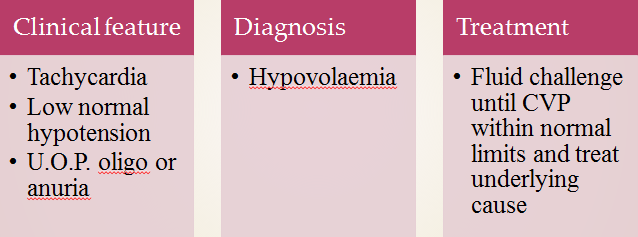 Clinical feature
• Tachycardia
• Low normal
hypotension
• U.O.P. oligo or
anuria
Diagnosis
• Hypovolaemia
Treatment
• Fluid challenge
until CVP
within normal
limits and treat
underlying
cause